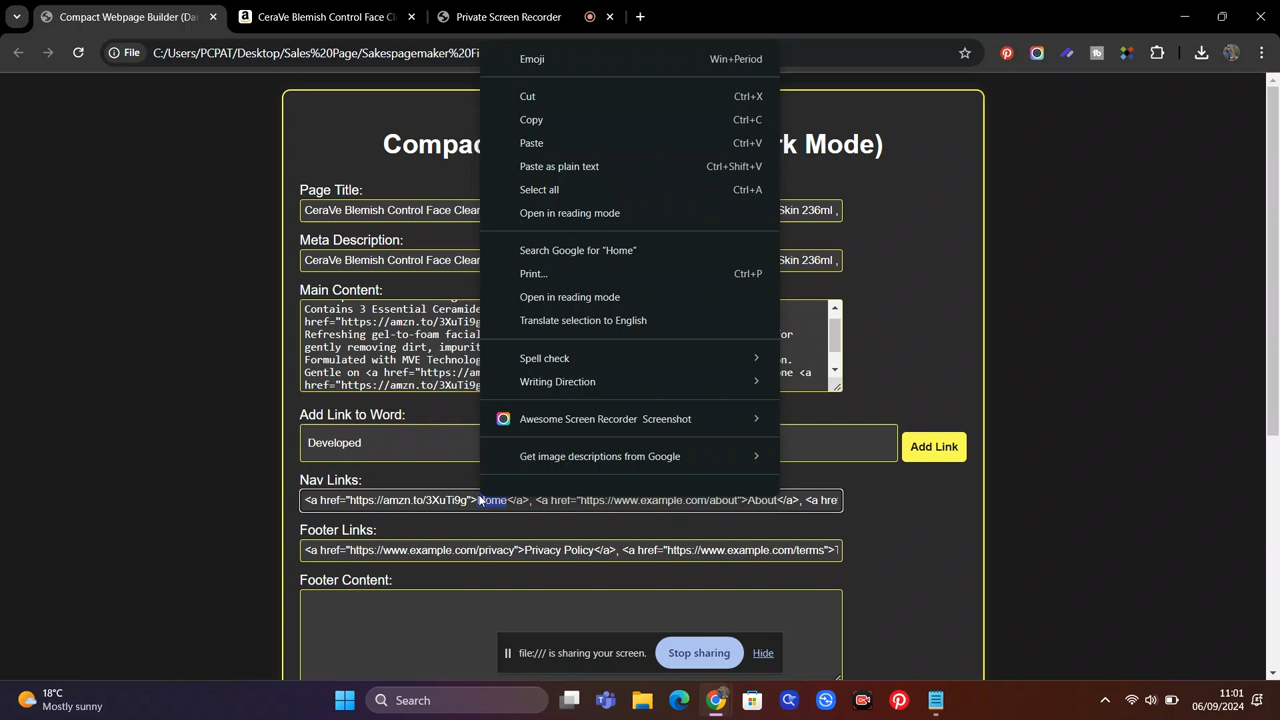 Compact Webpage Builder (Da
CeraVe Blemish Control Face Cl
Private Screen Recorder
File
C:/Users/PCPAT/Desktop/Sales%20Page/Sakespagemaker%20Fi
Emoji Win+Period
Cut Ctrl+X
Copy Ctrl+C
Paste Ctrl+V
Paste as plain text Ctrl+Shift+V
Select all Ctrl+A
Open in reading mode
Search Google for “Home”
Print... Ctrl+P
Open in reading mode
Translate selection to English
Spell check
Writing Direction
Awesome Screen Recorder Screenshot
Get image descriptions from Google
Compac
rk Mode)
Page Title:
CeraVe Blemish Control Face Clear
Skin 236ml ,
Meta Description:
CeraVe Blemish Control Face Clear
Skin 236ml ,
Main Content:
Contains 3 Essential Ceramide
href="https://amzn.to/3XuTi9g
Refreshing gel-to-foam facial
for
gently removing dirt, impurit
Formulated with MVE Technolog
on.
Gentle on <a href="https://am
one <a
href="https://amzn.to/3XuTi9g
Add Link to Word:
Developed
Add Link
Nav Links:
<a href="https://amzn.to/3XuTi9g">Home</a>, <a href="https://www.example.com/about">About</a>, <a hre
Footer Links:
<a href="https://www.example.com/privacy">Privacy Policy</a>, <a href="https://www.example.com/terms">T
Footer Content:
file:/// is sharing your screen.
Stop sharing
Hide
18°C
Mostly sunny
Search
11:01
06/09/2024